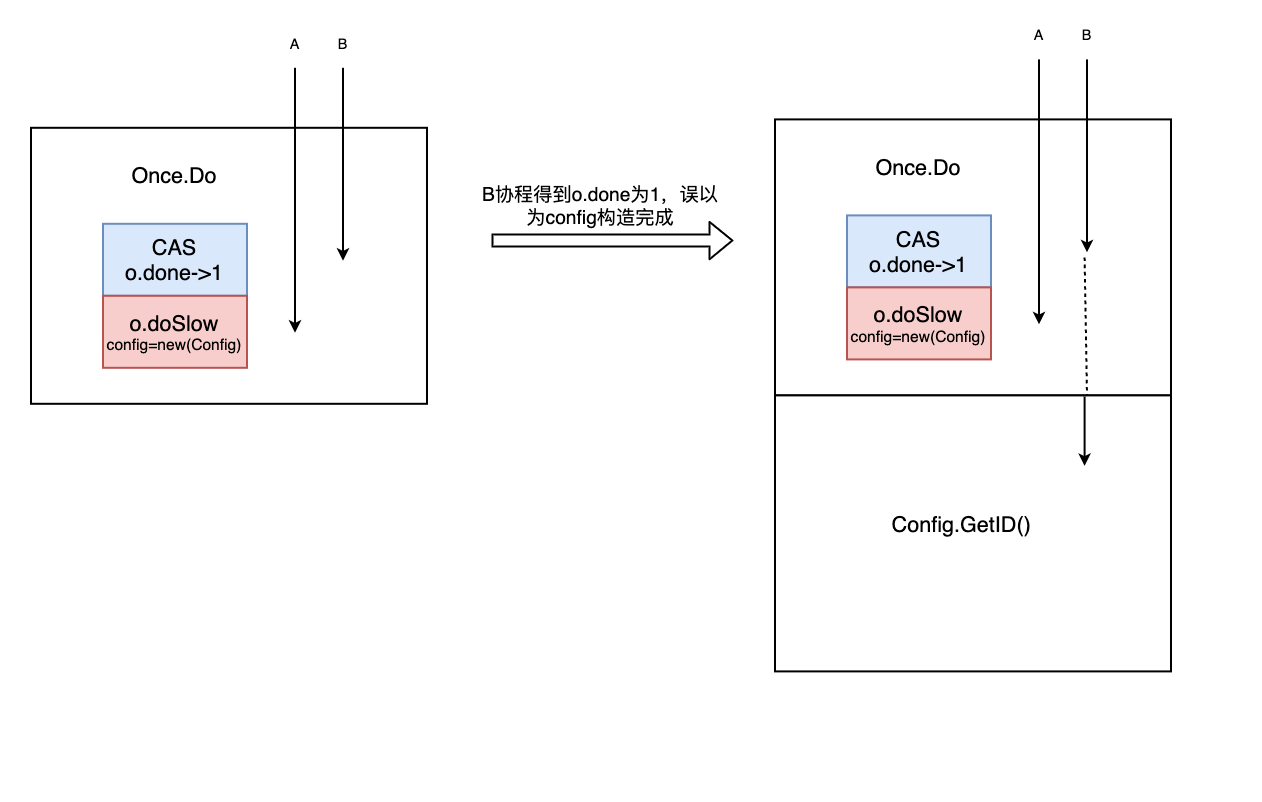 A B
Once.Do
CAS
o.done->1
o.doSlow
config=new(Config)
B协程得到o.done为1，误以
为config构造完成
A B
Once.Do
CAS
o.done->1
o.doSlow
config=new(Config)
Config.GetID()